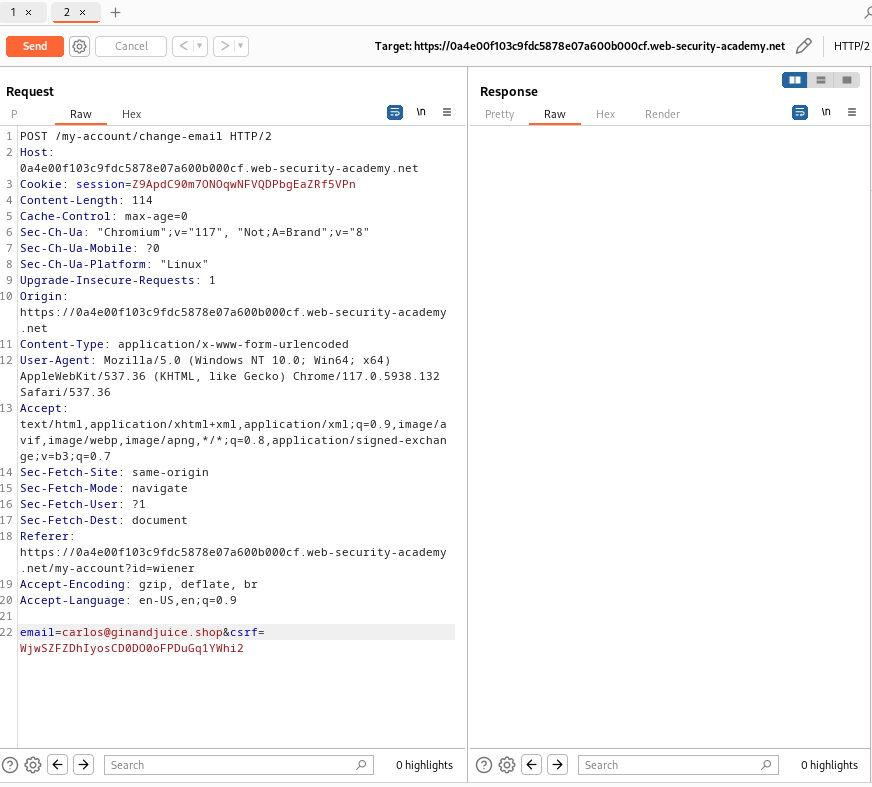 1 × 2 × +
Send Cancel < > Target: https://0a4e00f103c9fdc5878e07a600b000cf.web-security-academy.net HTTP/2
Request
P Raw Hex \n
1 POST /my-account/change-email HTTP/2
2 Host:
0a4e00f103c9fdc5878e07a600b000cf.web-security-academy.net
3 Cookie: session=Z9ApdC90m7ONOqwNFVQDPbgEaZRf5VPn
4 Content-Length: 114
5 Cache-Control: max-age=0
6 Sec-Ch-Ua: "Chromium";v="117", "Not;A=Brand";v="8"
7 Sec-Ch-Ua-Mobile: ?0
8 Sec-Ch-Ua-Platform: "Linux"
9 Upgrade-Insecure-Requests: 1
10 Origin:
https://0a4e00f103c9fdc5878e07a600b000cf.web-security-academy
.net
11 Content-Type: application/x-www-form-urlencoded
12 User-Agent: Mozilla/5.0 (Windows NT 10.0; Win64; x64)
AppleWebKit/537.36 (KHTML, like Gecko) Chrome/117.0.5938.132
Safari/537.36
13 Accept:
text/html,application/xhtml+xml,application/xml;q=0.9,image/a
vif,image/webp,image/apng,*/*;q=0.8,application/signed-exchan
ge;v=b3;q=0.7
14 Sec-Fetch-Site: same-origin
15 Sec-Fetch-Mode: navigate
16 Sec-Fetch-User: ?1
17 Sec-Fetch-Dest: document
18 Referer:
https://0a4e00f103c9fdc5878e07a600b000cf.web-security-academy
.net/my-account?id=wiener
19 Accept-Encoding: gzip, deflate, br
20 Accept-Language: en-US,en;q=0.9
21
22 email=carlos@ginandjuice.shop&csrf=
WjwSZFZDhIyosCD0DO0oFPDuGq1YWhi2
Search 0 highlights
Response
Pretty Raw Hex Render \n
Search 0 highlights